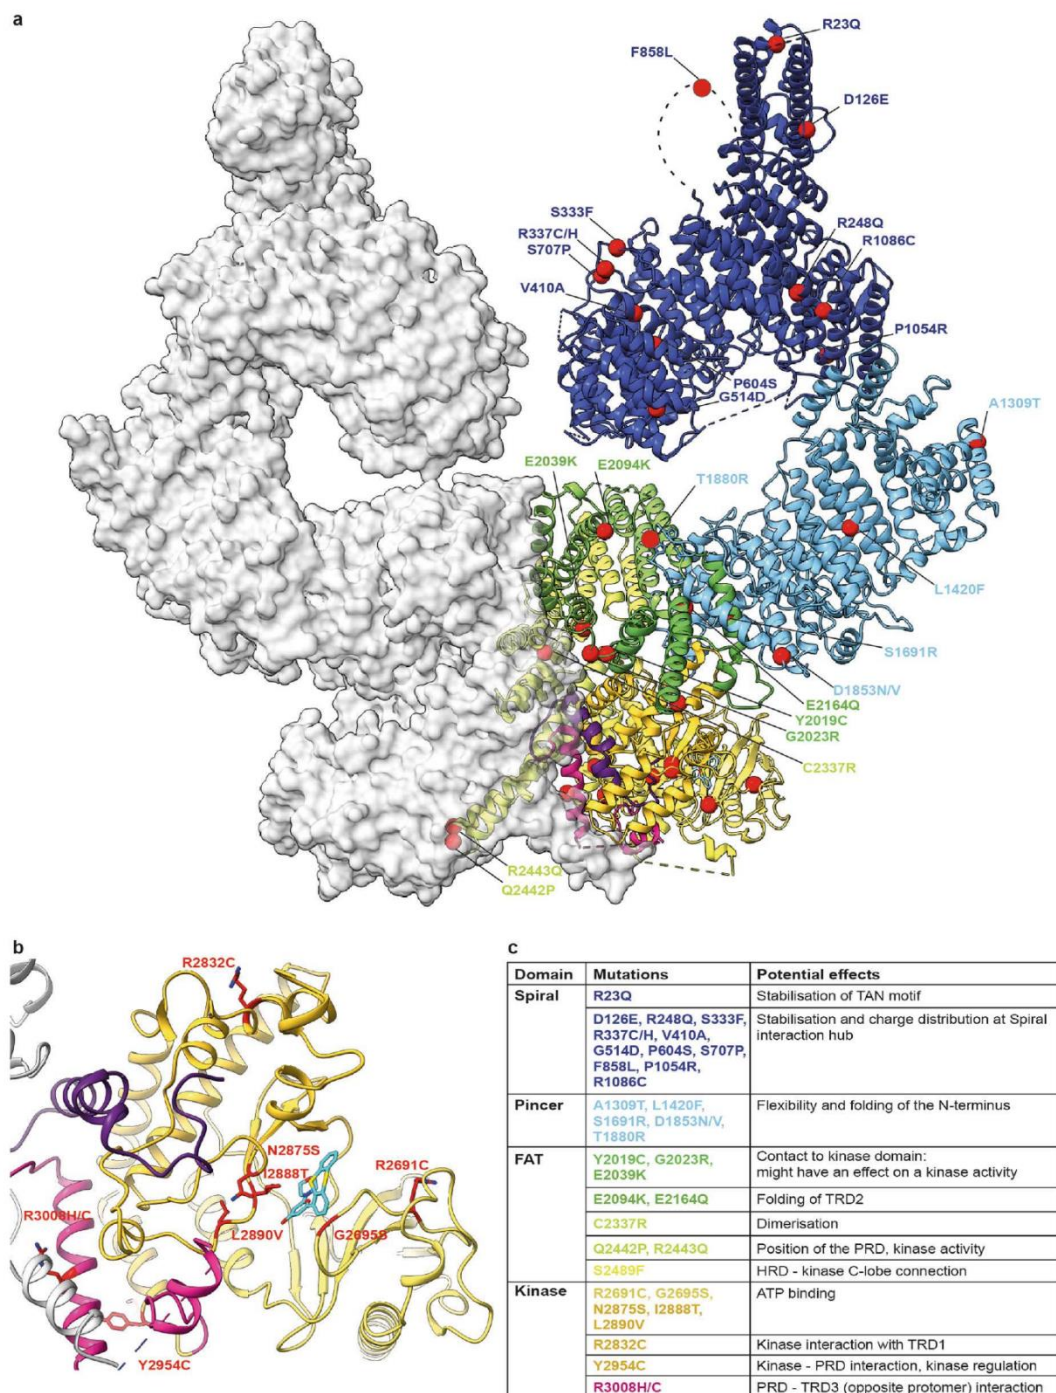 a
R23Q
F858L
D126E
S333F
R337C/H
S707P
R248Q
R1086C
V410A
P1054R
P604S
G514D
A1309T
E2039K
E2094K
T1880R
L1420F
S1691R
D1853N/V
E2164Q
Y2019C
G2023R
C2337R
R2443Q
Q2442P
b
R2832C
N2875S
I2888T
R2691C
R3008H/C
L2890V
G2695S
Y2954C
c
Domain Mutations Potential effects
Spiral R23Q Stabilisation of TAN motif
D126E, R248Q, S333F, Stabilisation and charge distribution at Spiral
R337C/H, V410A, interaction hub
G514D, P604S, S707P,
F858L, P1054R,
R1086C
Pincer A1309T, L1420F, Flexibility and folding of the N-terminus
S1691R, D1853N/V,
T1880R
FAT Y2019C, G2023R, Contact to kinase domain:
E2039K might have an effect on a kinase activity
E2094K, E2164Q Folding of TRD2
C2337R Dimerisation
Q2442P, R2443Q Position of the PRD, kinase activity
S2489F HRD - kinase C-lobe connection
Kinase R2691C, G2695S, ATP binding
N2875S, I2888T,
L2890V
R2832C Kinase interaction with TRD1
Y2954C Kinase - PRD interaction, kinase regulation
R3008H/C PRD - TRD3 (opposite protomer) interaction